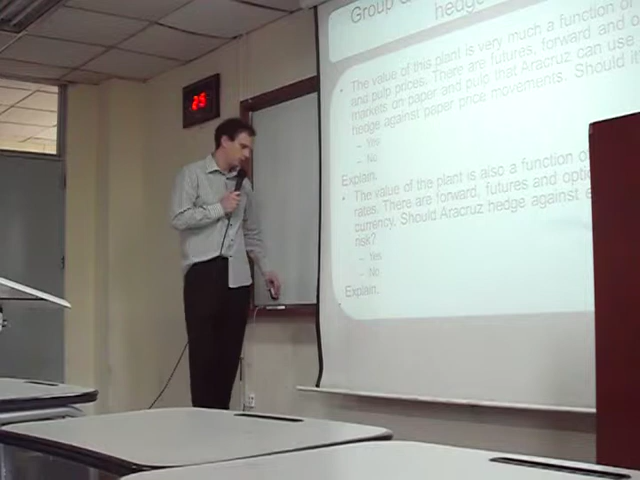 25
Group
hedge
• The value of this plant is very much a function of
and pulp prices. There are futures, forward and
markets on paper and pulp that Aracruz can use
hedge against paper price movements. Should it
– Yes
– No
Explain.
• The value of the plant is also a function of
rates. There are forward, futures and
currency. Should Aracruz hedge against
risk?
– Yes
– No
Explain.